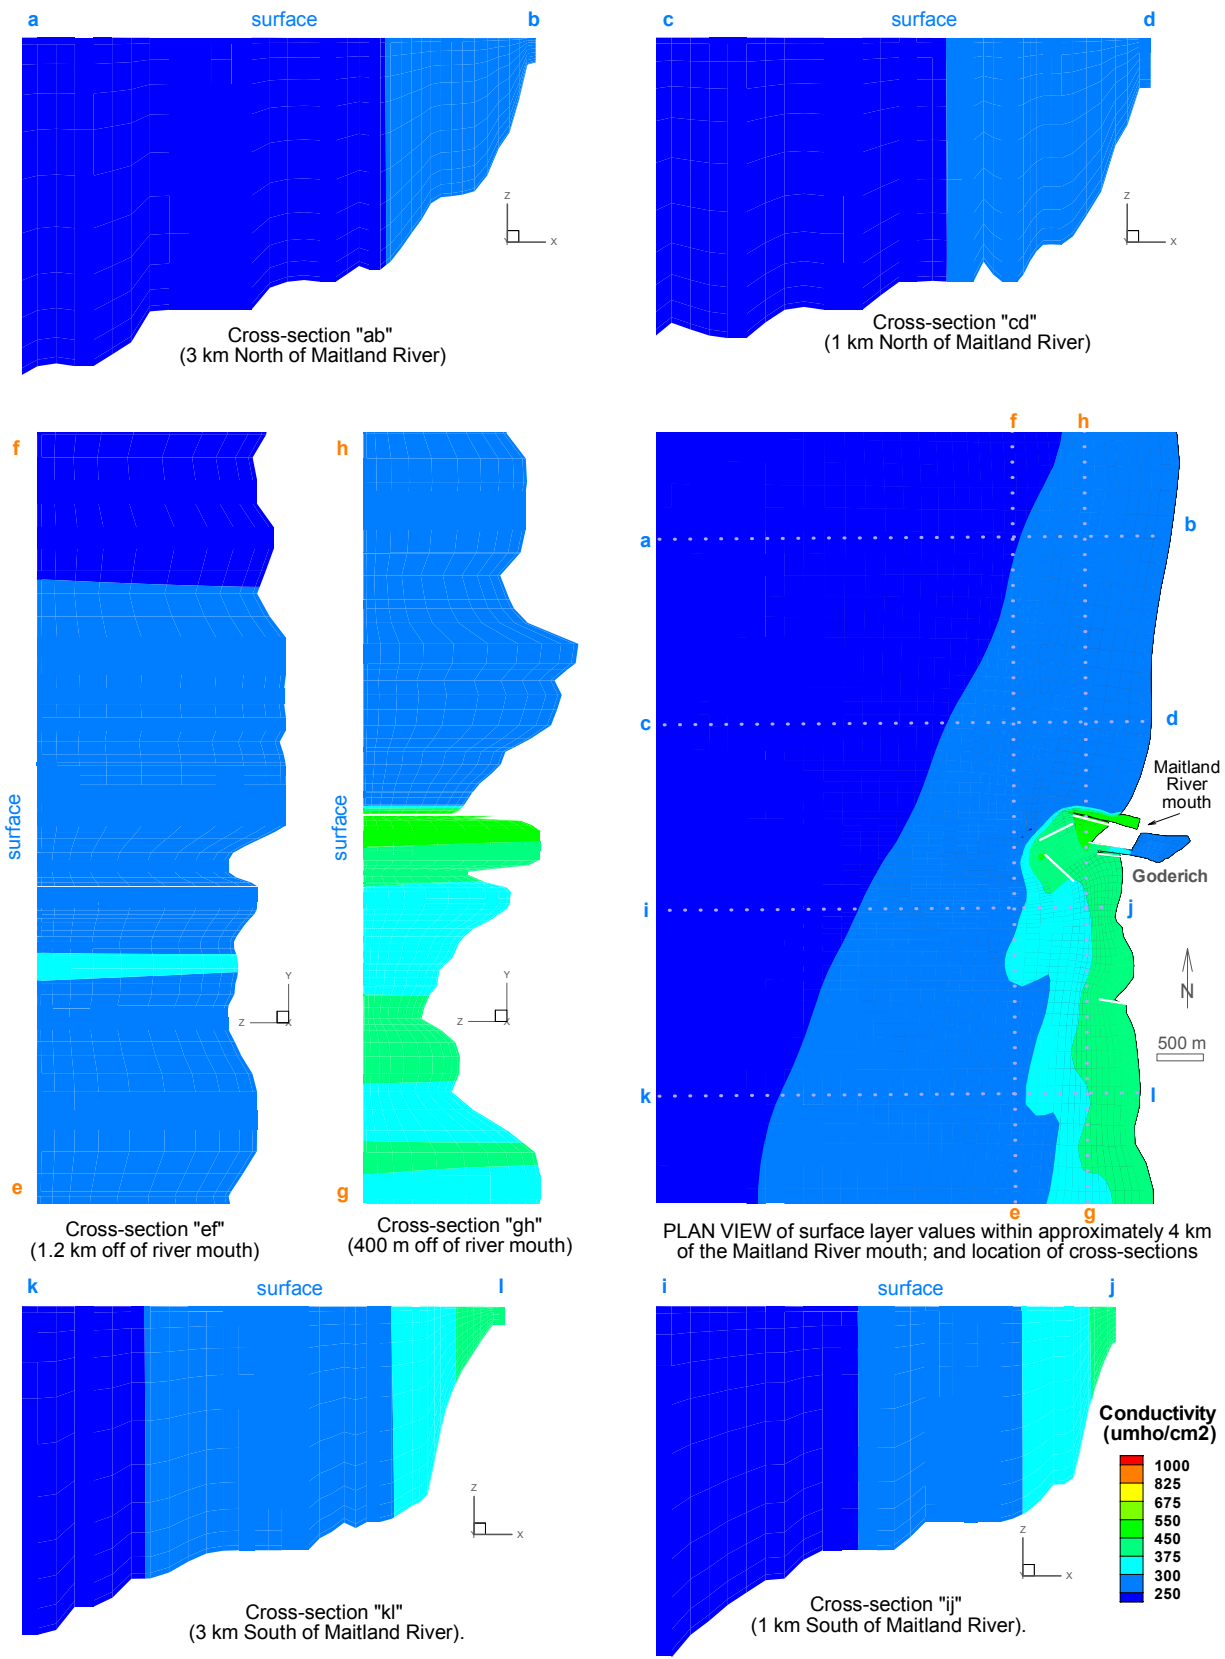 a surface b
c surface d
Z
Y X
Z
Y X
Cross-section "ab"
(3 km North of Maitland River)
Cross-section "cd"
(1 km North of Maitland River)
f
surface
e
Y
Z X
Cross-section "ef"
(1.2 km off of river mouth)
h
surface
g
Y
Z X
Cross-section "gh"
(400 m off of river mouth)
f h
a b
c d
Maitland
River
mouth
Goderich
i j
N
500 m
k l
e g
PLAN VIEW of surface layer values within approximately 4 km
of the Maitland River mouth; and location of cross-sections
k surface l
Z
Y X
Cross-section "kl"
(3 km South of Maitland River).
i surface j
Z
Y X
Cross-section "ij"
(1 km South of Maitland River).
Conductivity
(umho/cm2)
1000
825
675
550
450
375
300
250